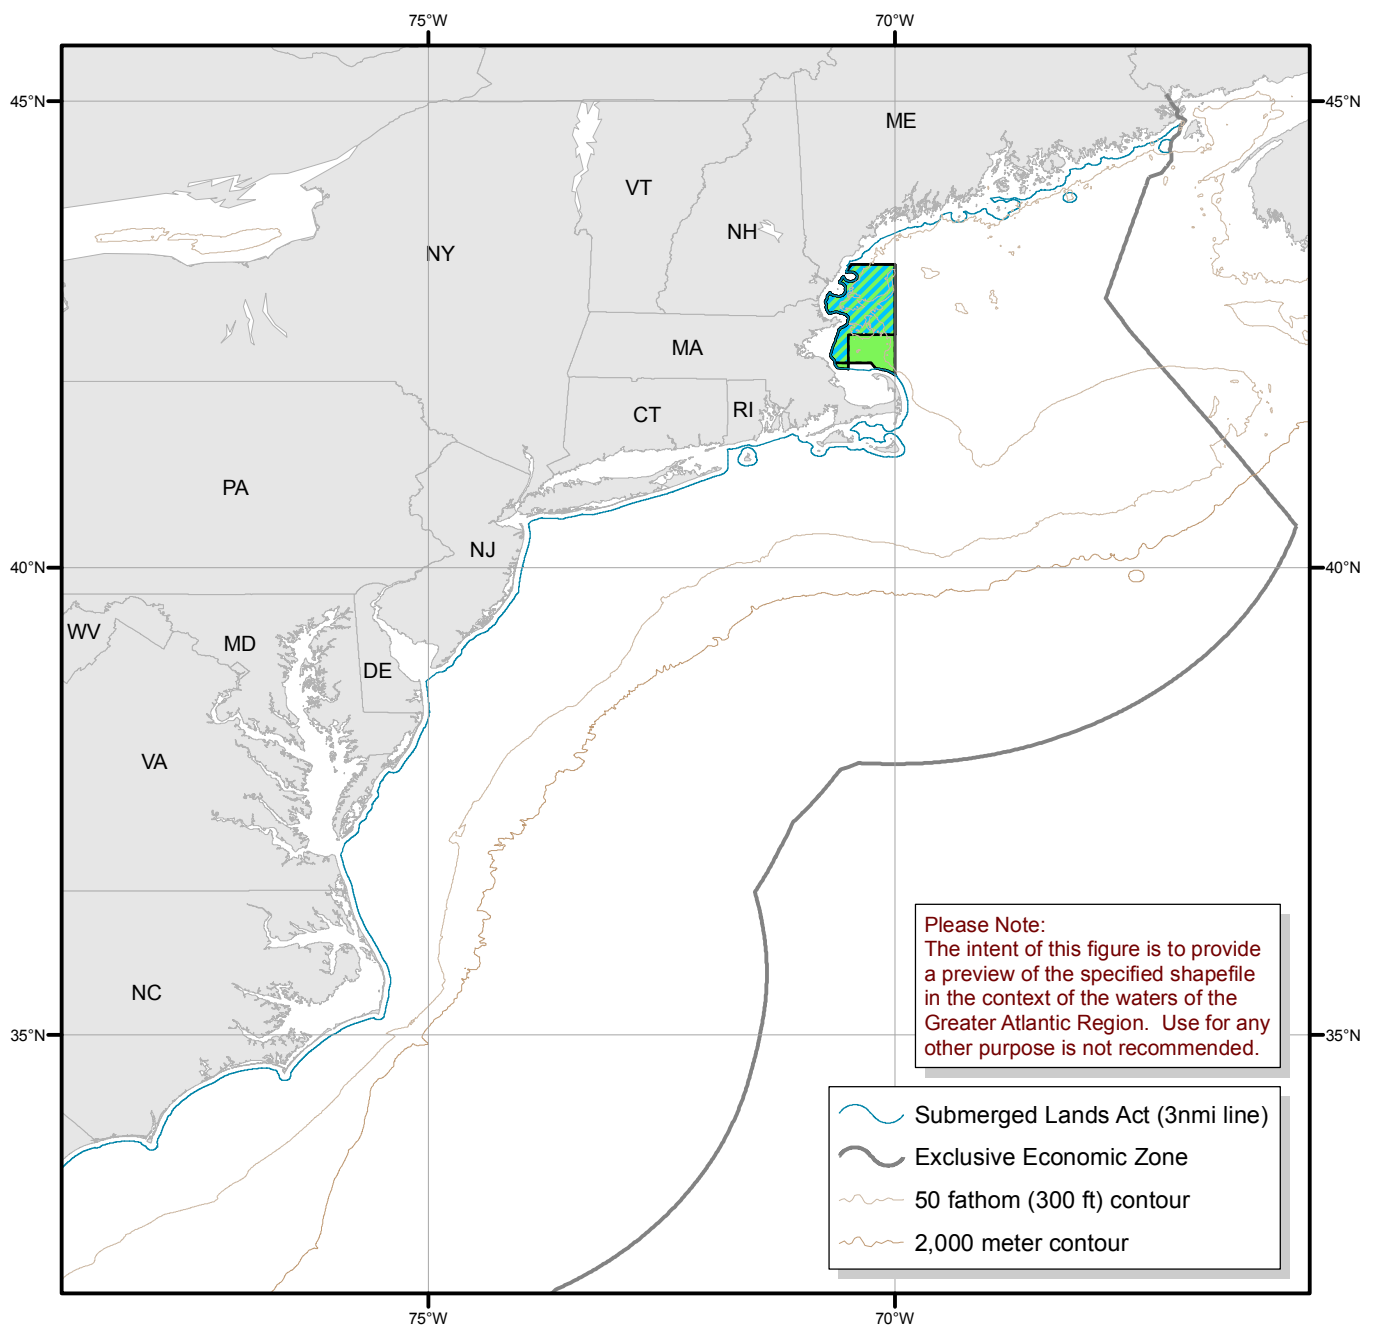 75°W
70°W
45°N
45°N
ME
VT
NH
NY
MA
CT
RI
PA
NJ
40°N
40°N
WV
MD
DE
VA
NC
35°N
35°N
Please Note:
The intent of this figure is to provide
a preview of the specified shapefile
in the context of the waters of the
Greater Atlantic Region. Use for any
other purpose is not recommended.
Submerged Lands Act (3nmi line)
Exclusive Economic Zone
50 fathom (300 ft) contour
2,000 meter contour
75°W
70°W